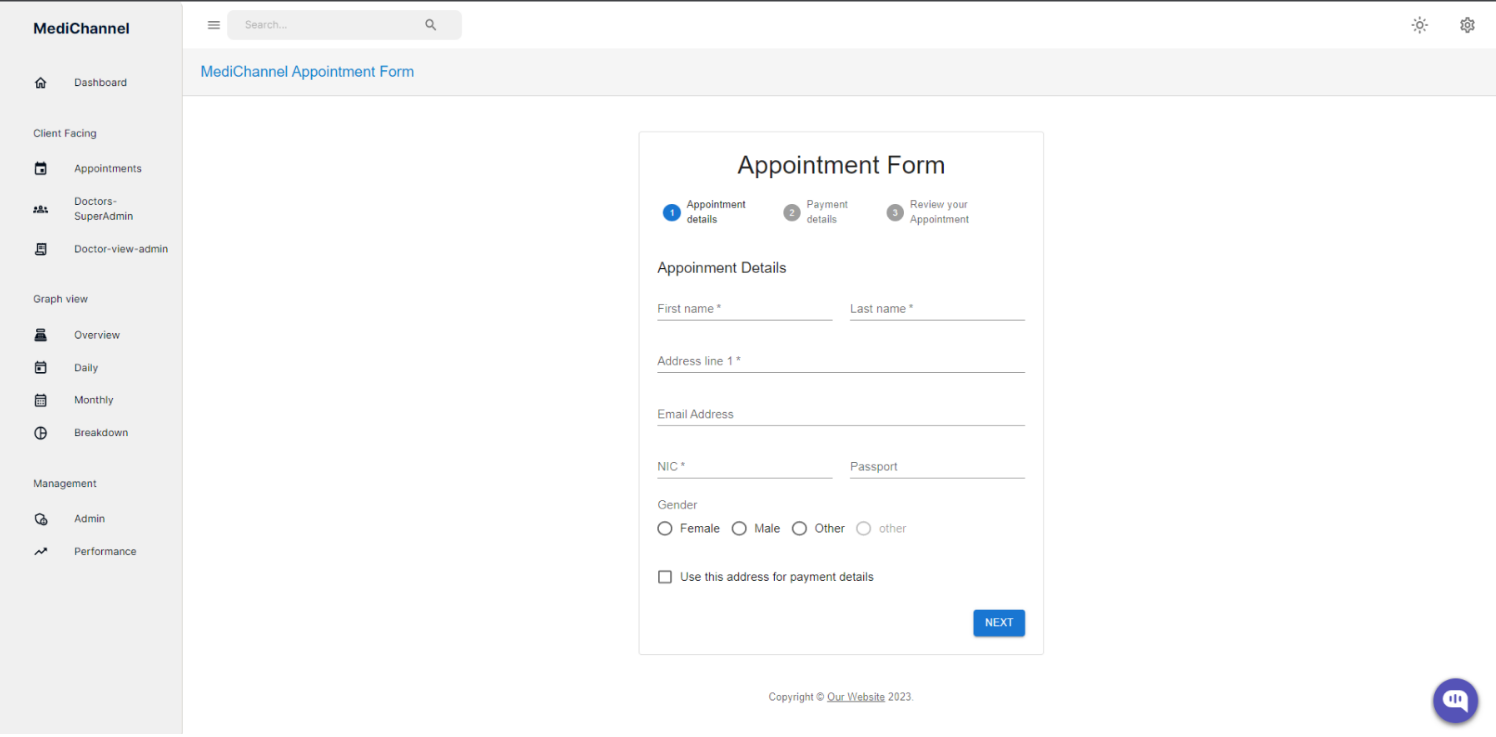 MediChannel
Search...
MediChannel Appointment Form
Dashboard
Client Facing
Appointments
Doctors-
SuperAdmin
Doctor-view-admin
Graph view
Overview
Daily
Monthly
Breakdown
Management
Admin
Performance
Appointment Form
1 Appointment
details
2 Payment
details
3 Review your
Appointment
Appoinment Details
First name *
Last name *
Address line 1 *
Email Address
NIC *
Passport
Gender
Female Male Other other
Use this address for payment details
NEXT
Copyright © Our Website 2023.